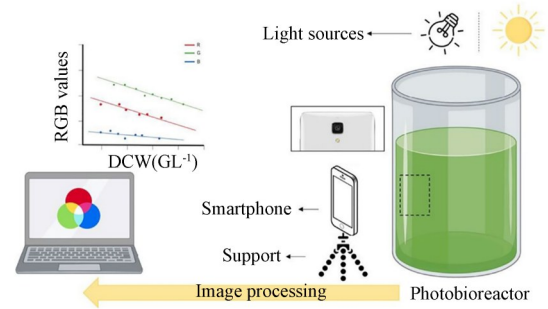 Light sources
R
G
B
RGB values
DCW(GL-1)
Smartphone
Support
Image processing
Photobioreactor